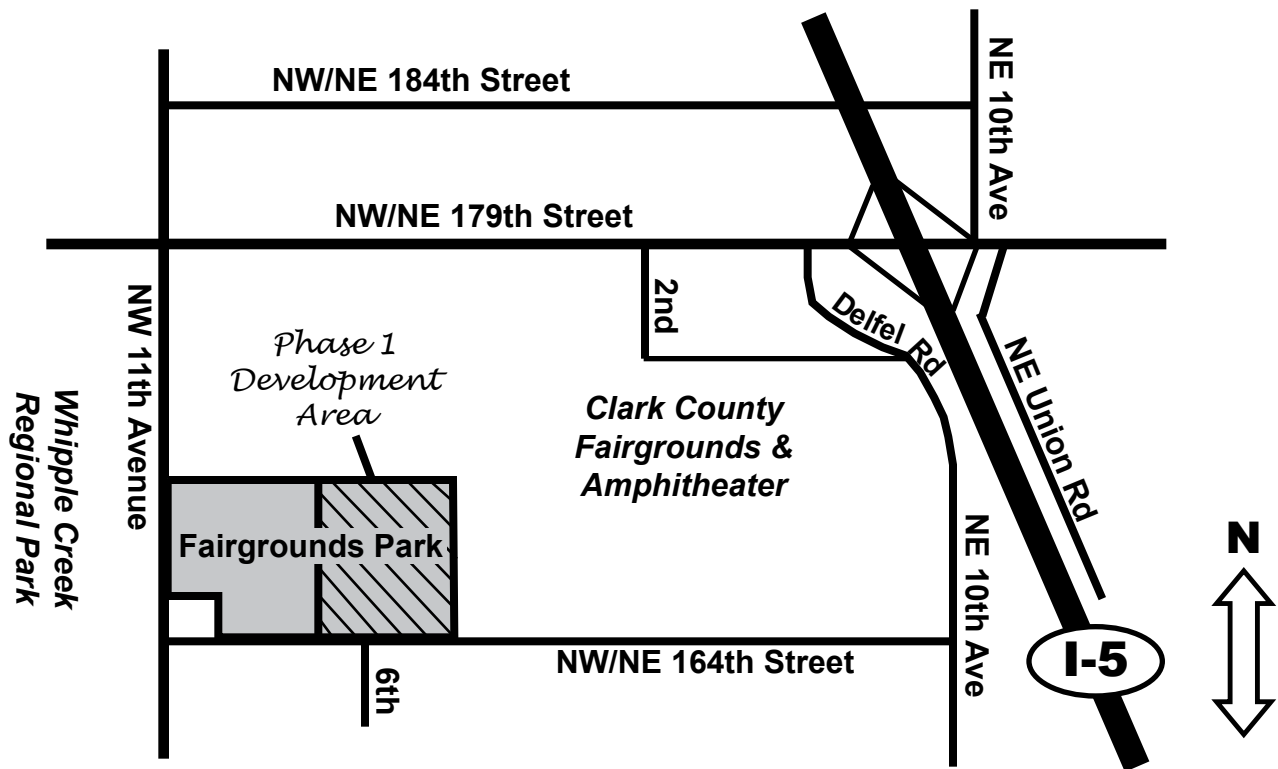 NW/NE 184th Street
NE 10th Ave
NW/NE 179th Street
NW 11th Avenue
2nd
Delfel Rd
NE Union Rd
Phase 1
Development
Area
Clark County
Fairgrounds &
Amphitheater
Whipple Creek
Regional Park
Fairgrounds Park
NE 10th Ave
N
NW/NE 164th Street
I-5
6th